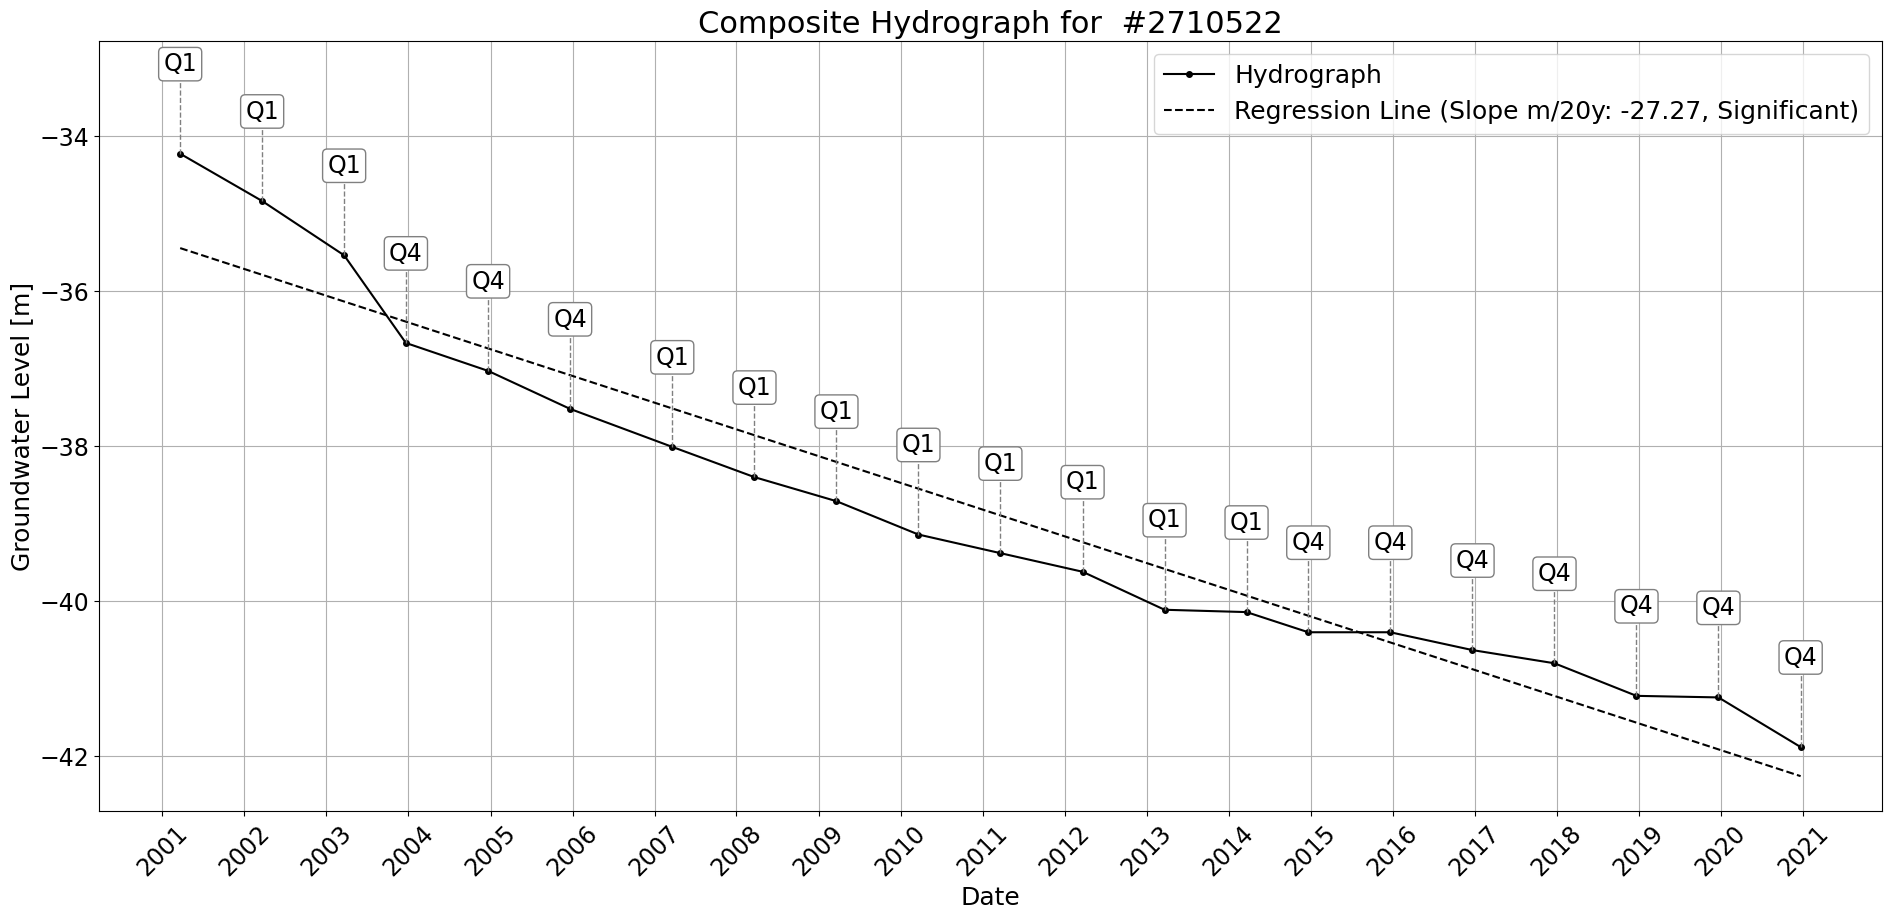 Composite Hydrograph for  #2710522
Hydrograph
Regression Line (Slope m/20y: -27.27, Significant)
Q1
Q1
Q1
Q4
Q4
Q4
Q1
Q1
Q1
Q1
Q1
Q1
Q1
Q1
Q4
Q4
Q4
Q4
Q4
Q4
Q4
Groundwater Level [m]
−34
−36
−38
−40
−42
2001
2002
2003
2004
2005
2006
2007
2008
2009
2010
2011
2012
2013
2014
2015
2016
2017
2018
2019
2020
2021
Date